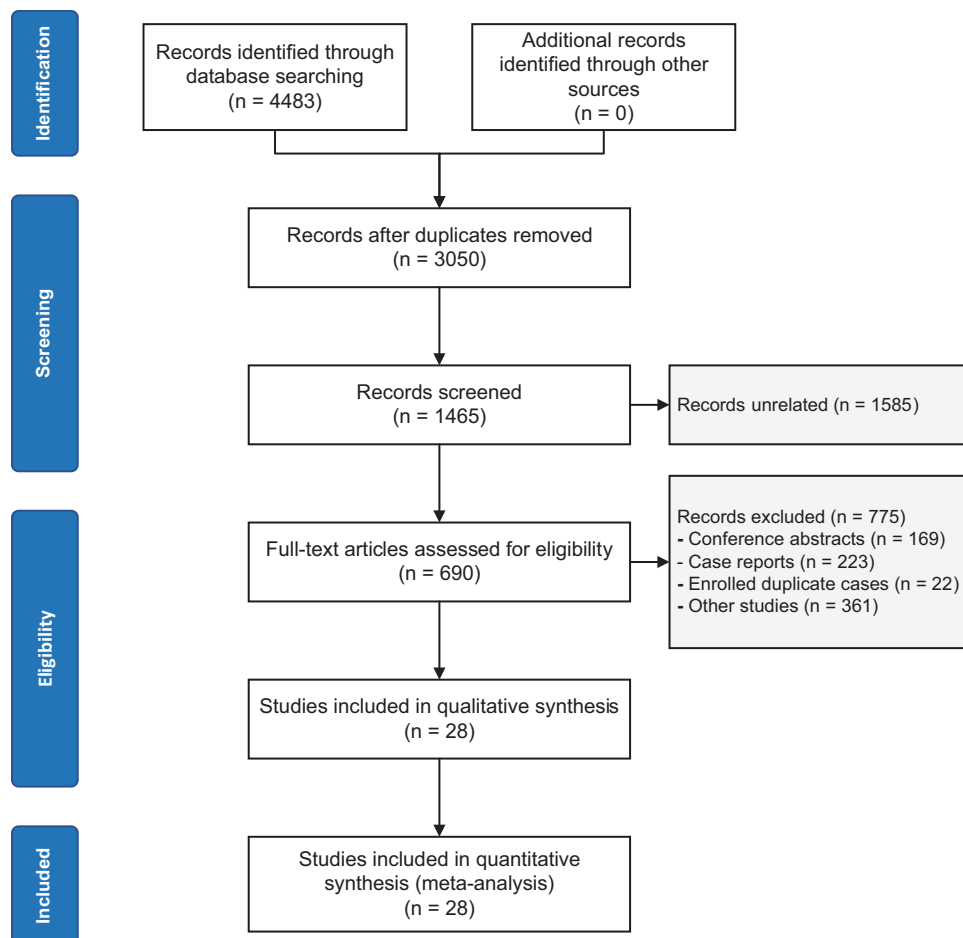 Identification
Records identified through
database searching
(n = 4483)
Additional records
identified through other
sources
(n = 0)
Screening
Records after duplicates removed
(n = 3050)
Records screened
(n = 1465)
Records unrelated (n = 1585)
Eligibility
Full-text articles assessed for eligibility
(n = 690)
Records excluded (n = 775)
- Conference abstracts (n = 169)
- Case reports (n = 223)
- Enrolled duplicate cases (n = 22)
- Other studies (n = 361)
Studies included in qualitative synthesis
(n = 28)
Included
Studies included in quantitative
synthesis (meta-analysis)
(n = 28)